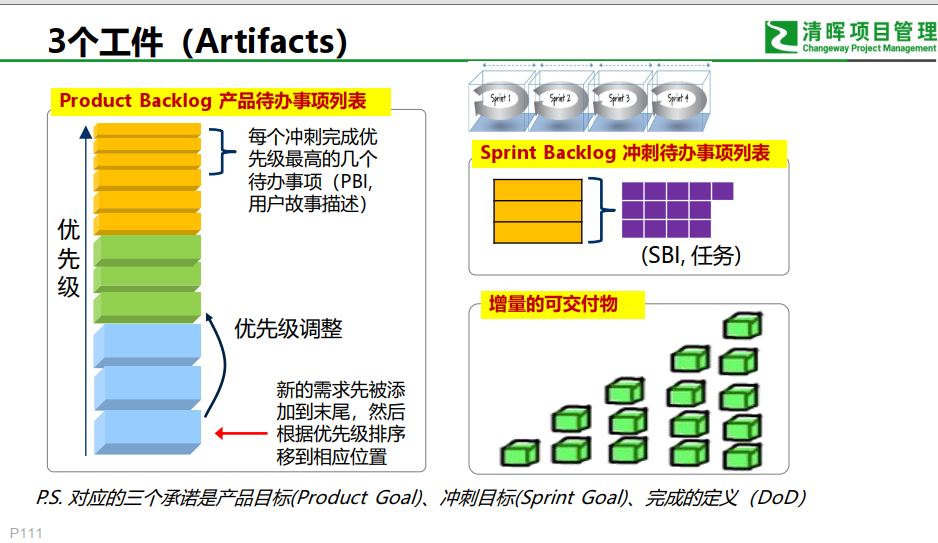 3个工件（Artifacts）
清晖项目管理
Changeway Project Management
Product Backlog 产品待办事项列表
优
先
级
每个冲刺完成优
先级最高的几个
待办事项（PBI,
用户故事描述）
优先级调整
新的需求先被添
加到末尾，然后
根据优先级排序
移到相应位置
Sprint 1
Sprint 2
Sprint 3
Sprint 4
Sprint Backlog 冲刺待办事项列表
(SBI, 任务)
增量的可交付物
P.S. 对应的三个承诺是产品目标(Product Goal)、冲刺目标(Sprint Goal)、完成的定义（DoD）
P111